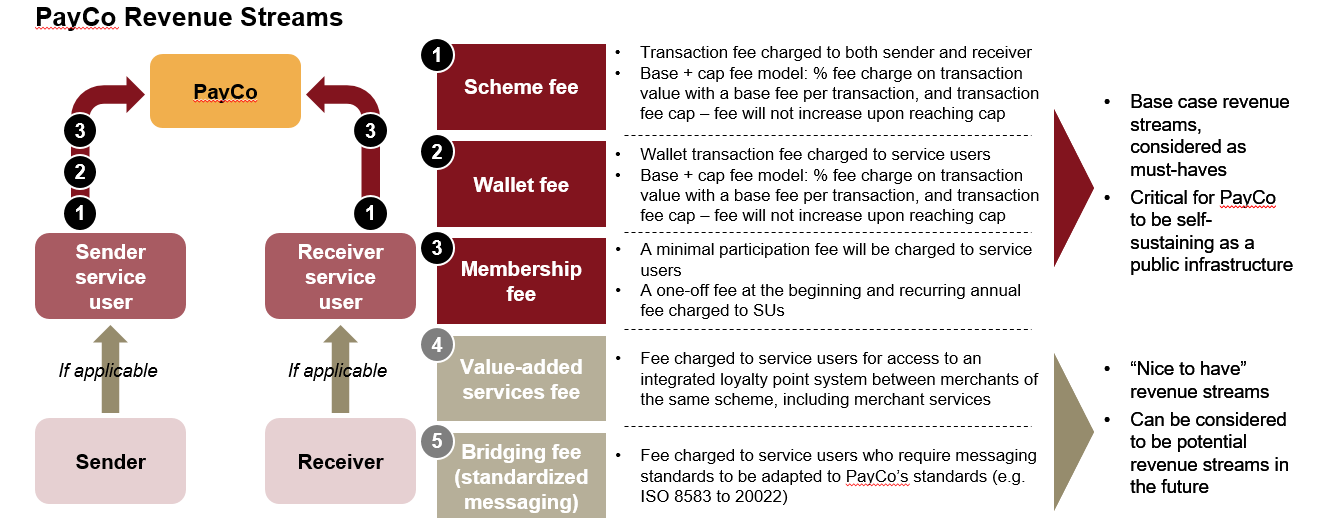 PayCo Revenue Streams
PayCo
3
2
1
3
1
Sender
service
user
Receiver
service
user
If applicable
If applicable
Sender
Receiver
1
Scheme fee
• Transaction fee charged to both sender and receiver
• Base + cap fee model: % fee charge on transaction
value with a base fee per transaction, and transaction
fee cap – fee will not increase upon reaching cap
2
Wallet fee
• Wallet transaction fee charged to service users
• Base + cap fee model: % fee charge on transaction
value with a base fee per transaction, and transaction
fee cap – fee will not increase upon reaching cap
3
Membership
fee
• A minimal participation fee will be charged to service
users
• A one-off fee at the beginning and recurring annual
fee charged to SUs
4
Value-added
services fee
• Fee charged to service users for access to an
integrated loyalty point system between merchants of
the same scheme, including merchant services
5
Bridging fee
(standardized
messaging)
• Fee charged to service users who require messaging
standards to be adapted to PayCo’s standards (e.g.
ISO 8583 to 20022)
• Base case revenue
streams,
considered as
must-haves
• Critical for PayCo
to be self-
sustaining as a
public infrastructure
• “Nice to have”
revenue streams
• Can be considered
to be potential
revenue streams in
the future